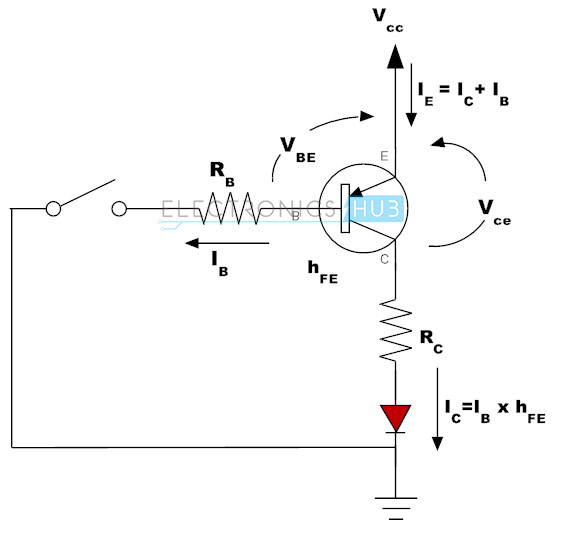 Vcc
IE = IC+ IB
E
VBE
RB
ELECTRONICS HUB
B
Vce
IB
hFE
C
RC
IC=IB x hFE